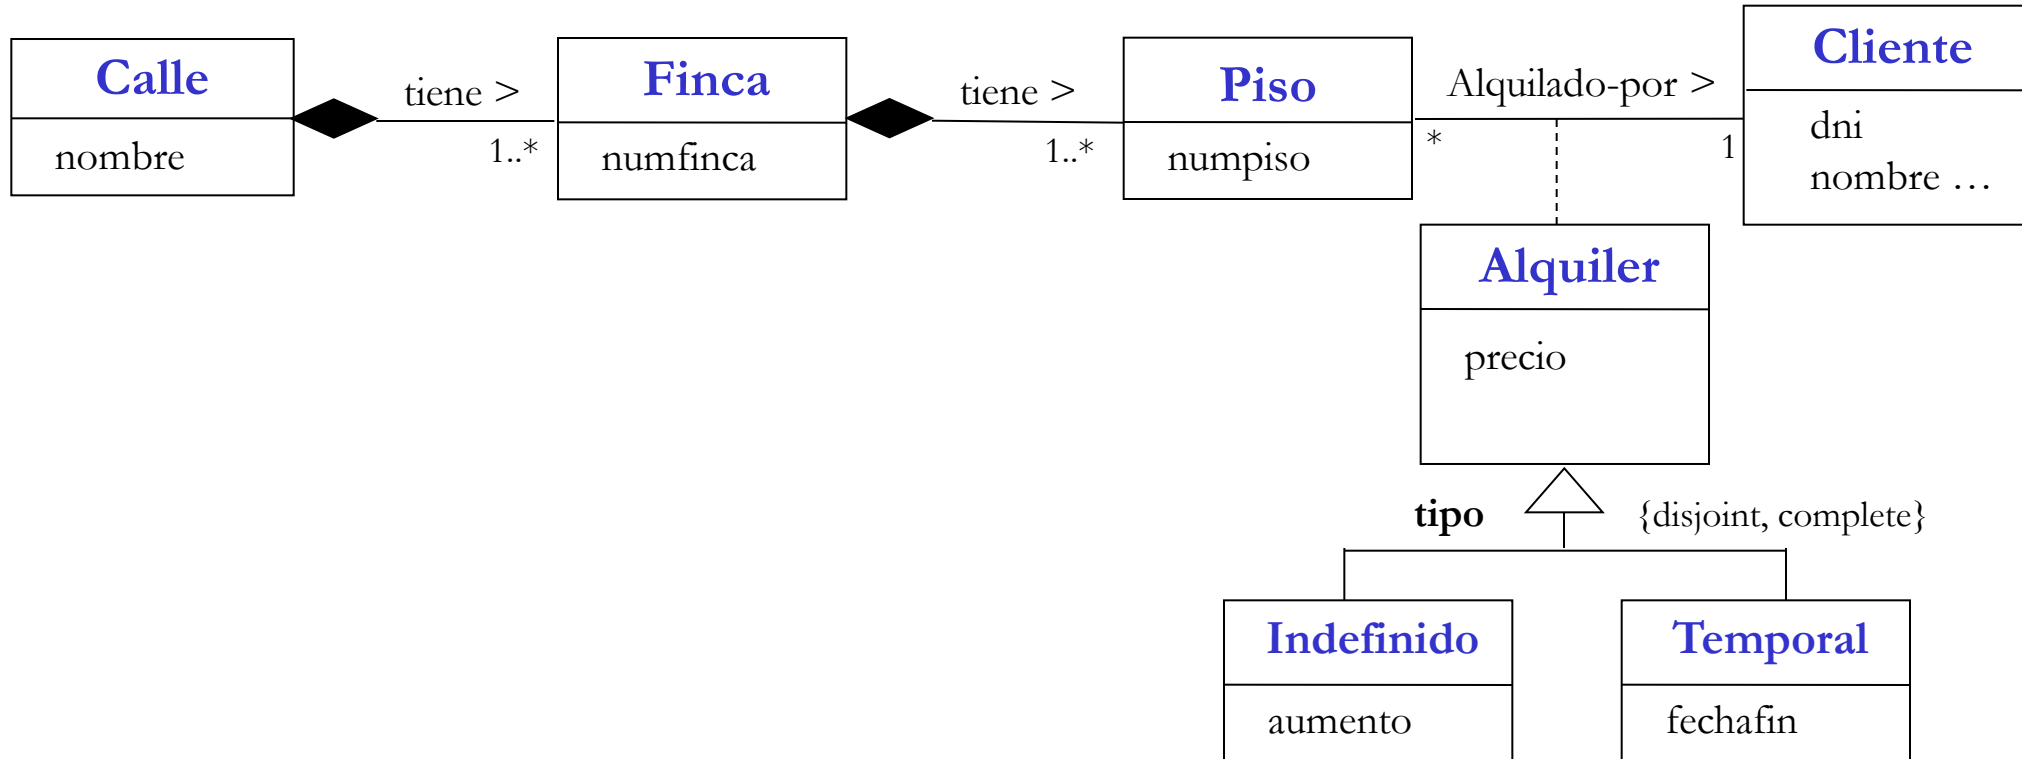 Calle
nombre
tiene >
1..*
Finca
numfinca
tiene >
1..*
Piso
numpiso
Alquilado-por >
*
1
Cliente
dni
nombre …
Alquiler
precio
tipo
{disjoint, complete}
Indefinido
aumento
Temporal
fechafin